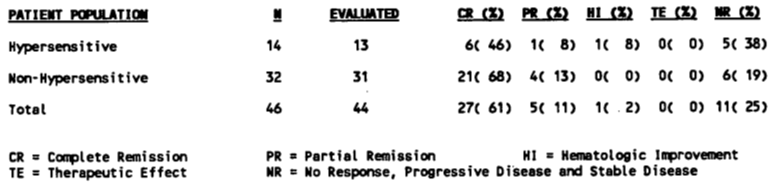 PATIENT POPULATION N EVALUATED CR (%) PR (%) HI (%) TE (%) NR (%)
Hypersensitive 14 13 6( 46) 1( 8) 1( 8) 0( 0) 5( 38)
Non-Hypersensitive 32 31 21( 68) 4( 13) 0( 0) 0( 0) 6( 19)
Total 46 44 27( 61) 5( 11) 1( 2) 0( 0) 11( 25)
CR = Complete Remission PR = Partial Remission HI = Hematologic Improvement
TE = Therapeutic Effect NR = No Response, Progressive Disease and Stable Disease